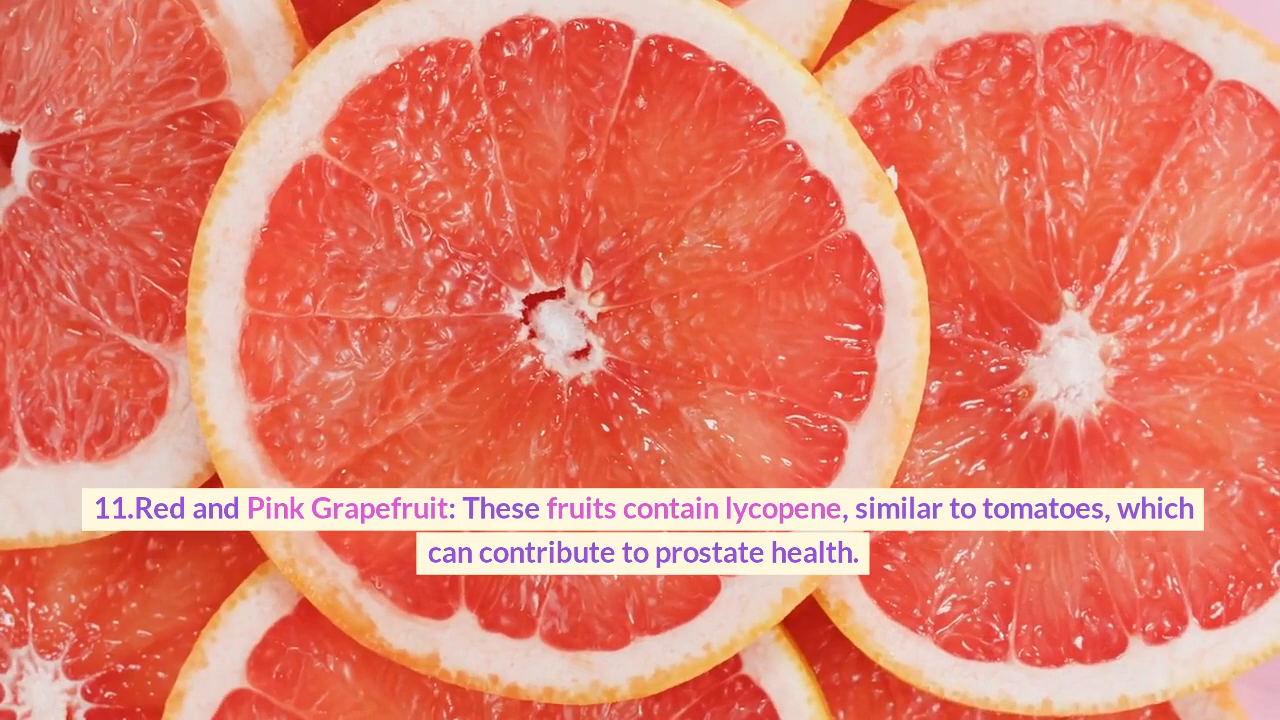 11.Red and Pink Grapefruit: These fruits contain lycopene, similar to tomatoes, which
can contribute to prostate health.